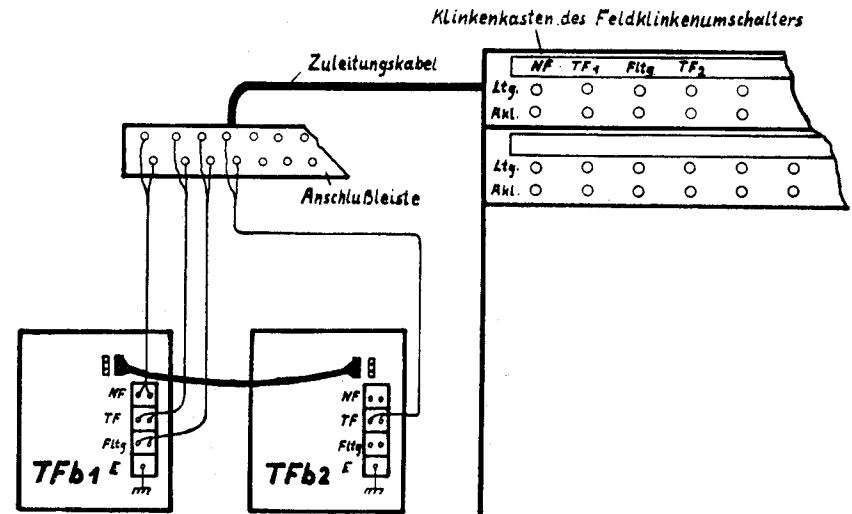 Klinkenkasten des Feldklinkenumschalters
Zuleitungskabel
NF TF1 Fltg TF2
Ltg.
Akl.
Ltg.
Akl.
Anschlußleiste
NF
TF
Fltg
E
TFb1
NF
TF
Fltg
E
TFb2